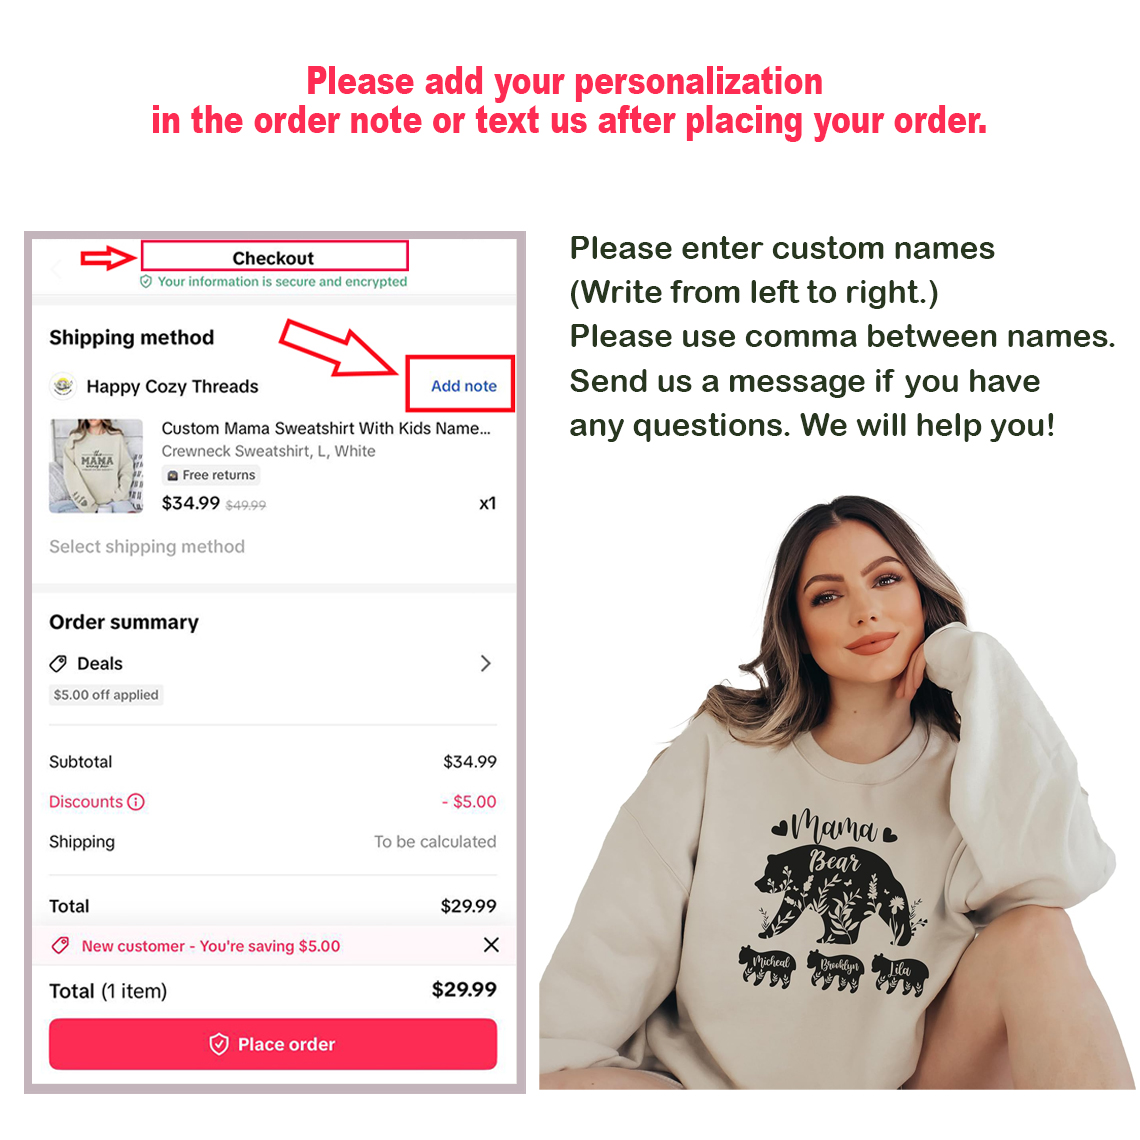 Please add your personalization
in the order note or text us after placing your order.
Checkout
Your information is secure and encrypted
Shipping method
Happy Cozy Threads
Add note
Custom Mama Sweatshirt With Kids Name...
Crewneck Sweatshirt, L, White
Free returns
$34.99 $49.99
x1
MAMA
Select shipping method
Order summary
Deals
$5.00 off applied
Subtotal
$34.99
Discounts
- $5.00
Shipping
To be calculated
Total
$29.99
New customer - You're saving $5.00
Total (1 item)
$29.99
Place order
Please enter custom names
(Write from left to right.)
Please use comma between names.
Send us a message if you have
any questions. We will help you!
Mama
Bear
Micheal
Brooklyn
Lila